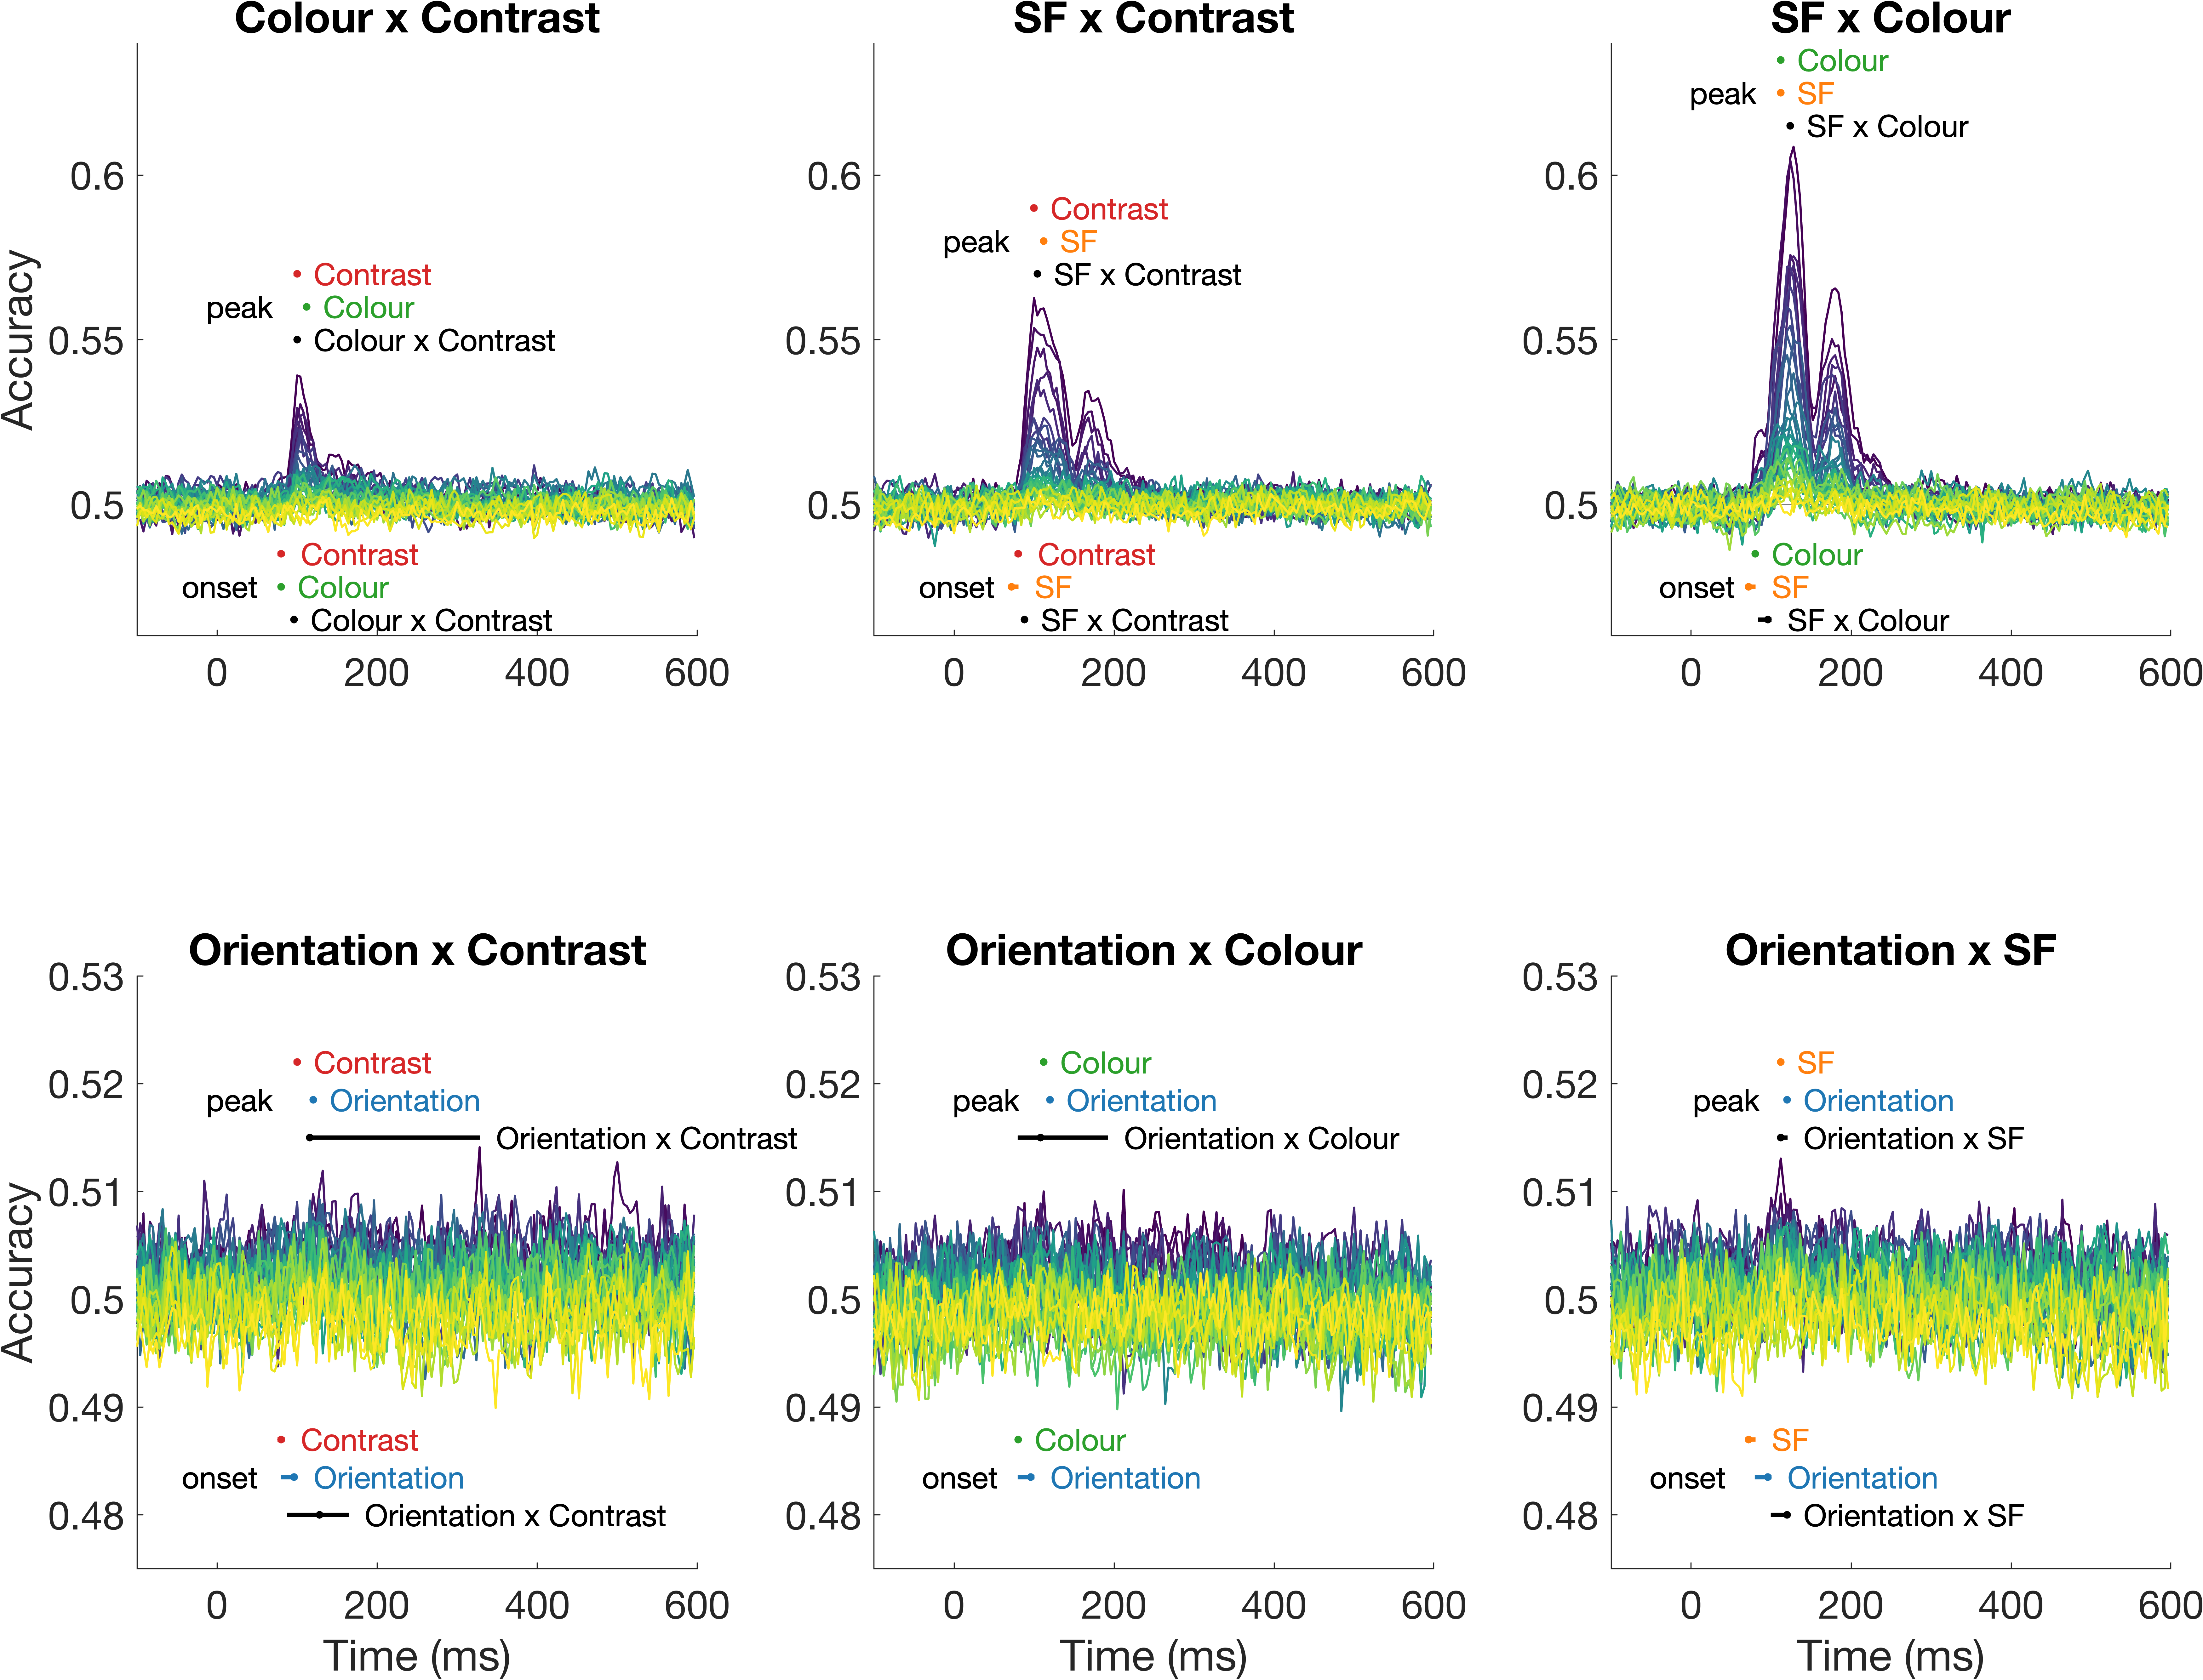 Colour x Contrast
Accuracy
0.6
0.55
0.5
peak
Contrast
Colour
Colour x Contrast
onset
Contrast
Colour
Colour x Contrast
0 200 400 600
SF x Contrast
0.6
0.55
0.5
peak
Contrast
SF
SF x Contrast
onset
Contrast
SF
SF x Contrast
0 200 400 600
SF x Colour
0.6
0.55
0.5
peak
Colour
SF
SF x Colour
onset
Colour
SF
SF x Colour
0 200 400 600
Orientation x Contrast
Accuracy
0.53
0.52
0.51
0.5
0.49
0.48
peak
Contrast
Orientation
Orientation x Contrast
onset
Contrast
Orientation
Orientation x Contrast
0 200 400 600
Time (ms)
Orientation x Colour
0.53
0.52
0.51
0.5
0.49
0.48
peak
Colour
Orientation
Orientation x Colour
onset
Colour
Orientation
0 200 400 600
Time (ms)
Orientation x SF
0.53
0.52
0.51
0.5
0.49
0.48
peak
SF
Orientation
Orientation x SF
onset
SF
Orientation
Orientation x SF
0 200 400 600
Time (ms)